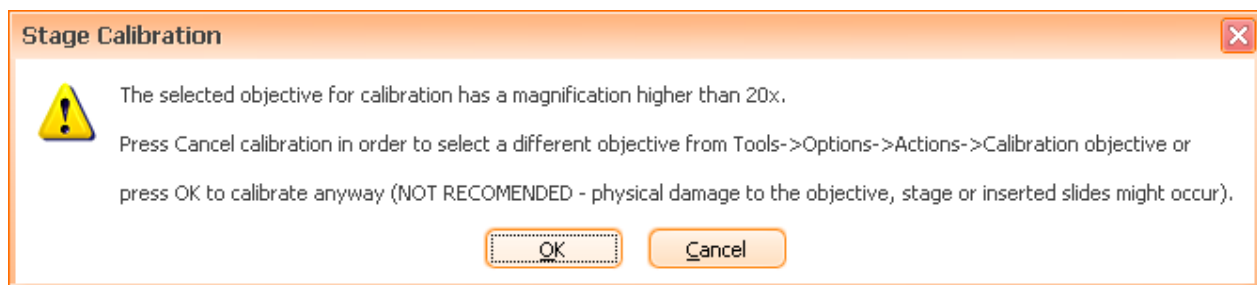 Stage Calibration
The selected objective for calibration has a magnification higher than 20x.
Press Cancel calibration in order to select a different objective from Tools->Options->Actions->Calibration objective or
press OK to calibrate anyway (NOT RECOMENDED - physical damage to the objective, stage or inserted slides might occur).
OK Cancel